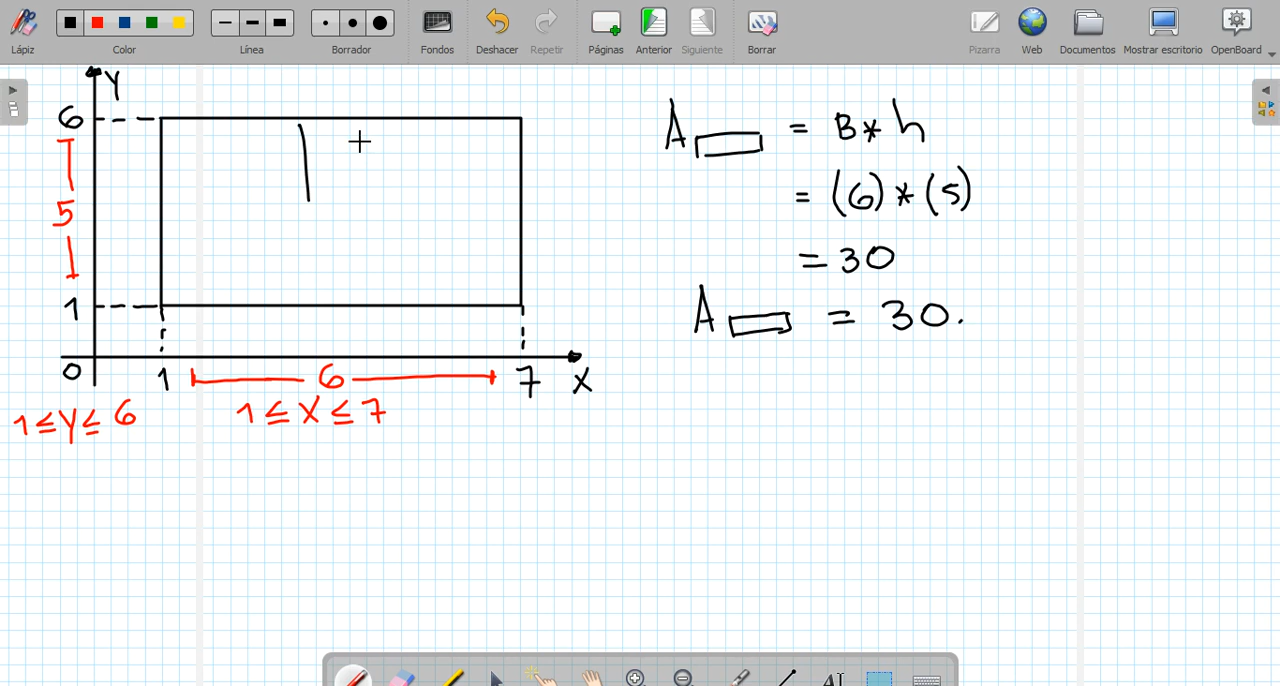 Lápiz Color Línea Borrador Fondos Deshacer Repetir Páginas Anterior Siguiente Borrar Pizarra Web Documentos Mostrar escritorio OpenBoard
Y
6
5
1
0 1 6 7 X
1 ≤ Y ≤ 6 1 ≤ X ≤ 7
A = B * h
= (6) * (5)
= 30
A = 30.